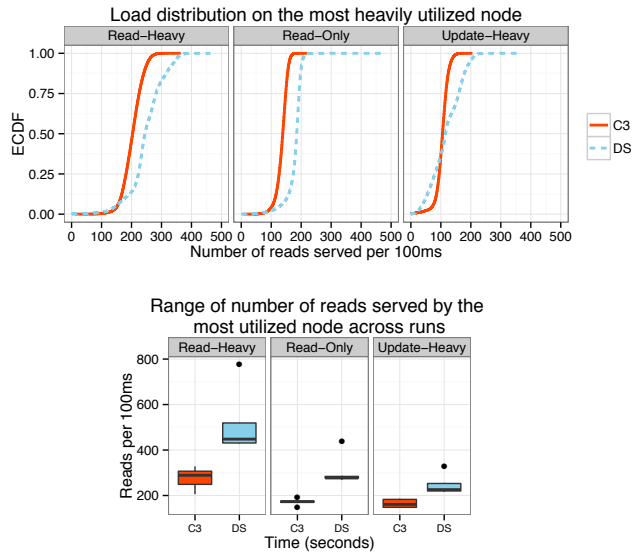 Load distribution on the most heavily utilized node
Read−Heavy Read−Only Update−Heavy
1.00
0.75
0.50
0.25
0.00
ECDF
0 100 200 300 400 500 0 100 200 300 400 500 0 100 200 300 400 500
Number of reads served per 100ms
C3
DS
Range of number of reads served by the
most utilized node across runs
Read−Heavy Read−Only Update−Heavy
800
600
400
200
Reads per 100ms
C3 DS C3 DS C3 DS
Time (seconds)